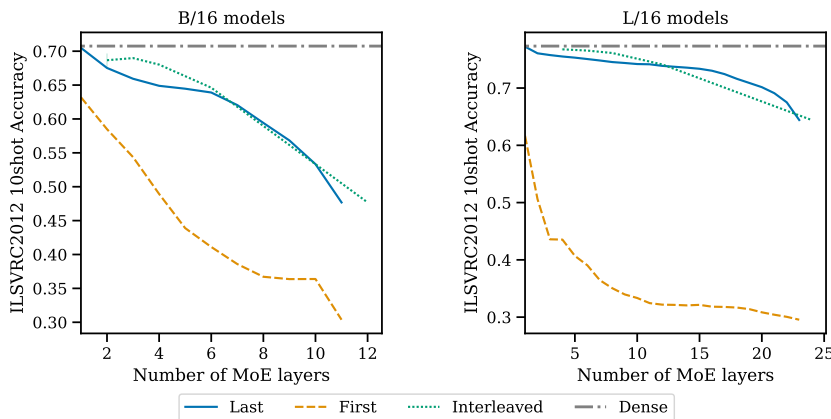 B/16 models
ILSVRC2012 10shot Accuracy
0.70
0.65
0.60
0.55
0.50
0.45
0.40
0.35
0.30
2 4 6 8 10 12
Number of MoE layers
L/16 models
ILSVRC2012 10shot Accuracy
0.7
0.6
0.5
0.4
0.3
5 10 15 20 25
Number of MoE layers
Last First Interleaved Dense